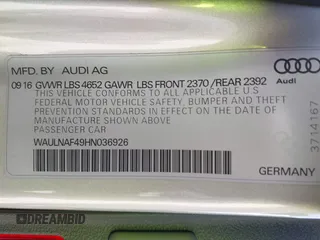 MFD. BY AUDI AG
09 16 GVWR LBS 4652 GAWR LBS FRONT 2370 / REAR 2392
Audi
THIS VEHICLE CONFORMS TO ALL APPLICABLE
FEDERAL MOTOR VEHICLE SAFETY, BUMPER AND THEFT
PREVENTION STANDARDS IN EFFECT ON THE DATE OF
MANUFACTURE SHOWN ABOVE.
PASSENGER CAR
WAULNAF49HN036926
GERMANY
3714167
DREAMBID